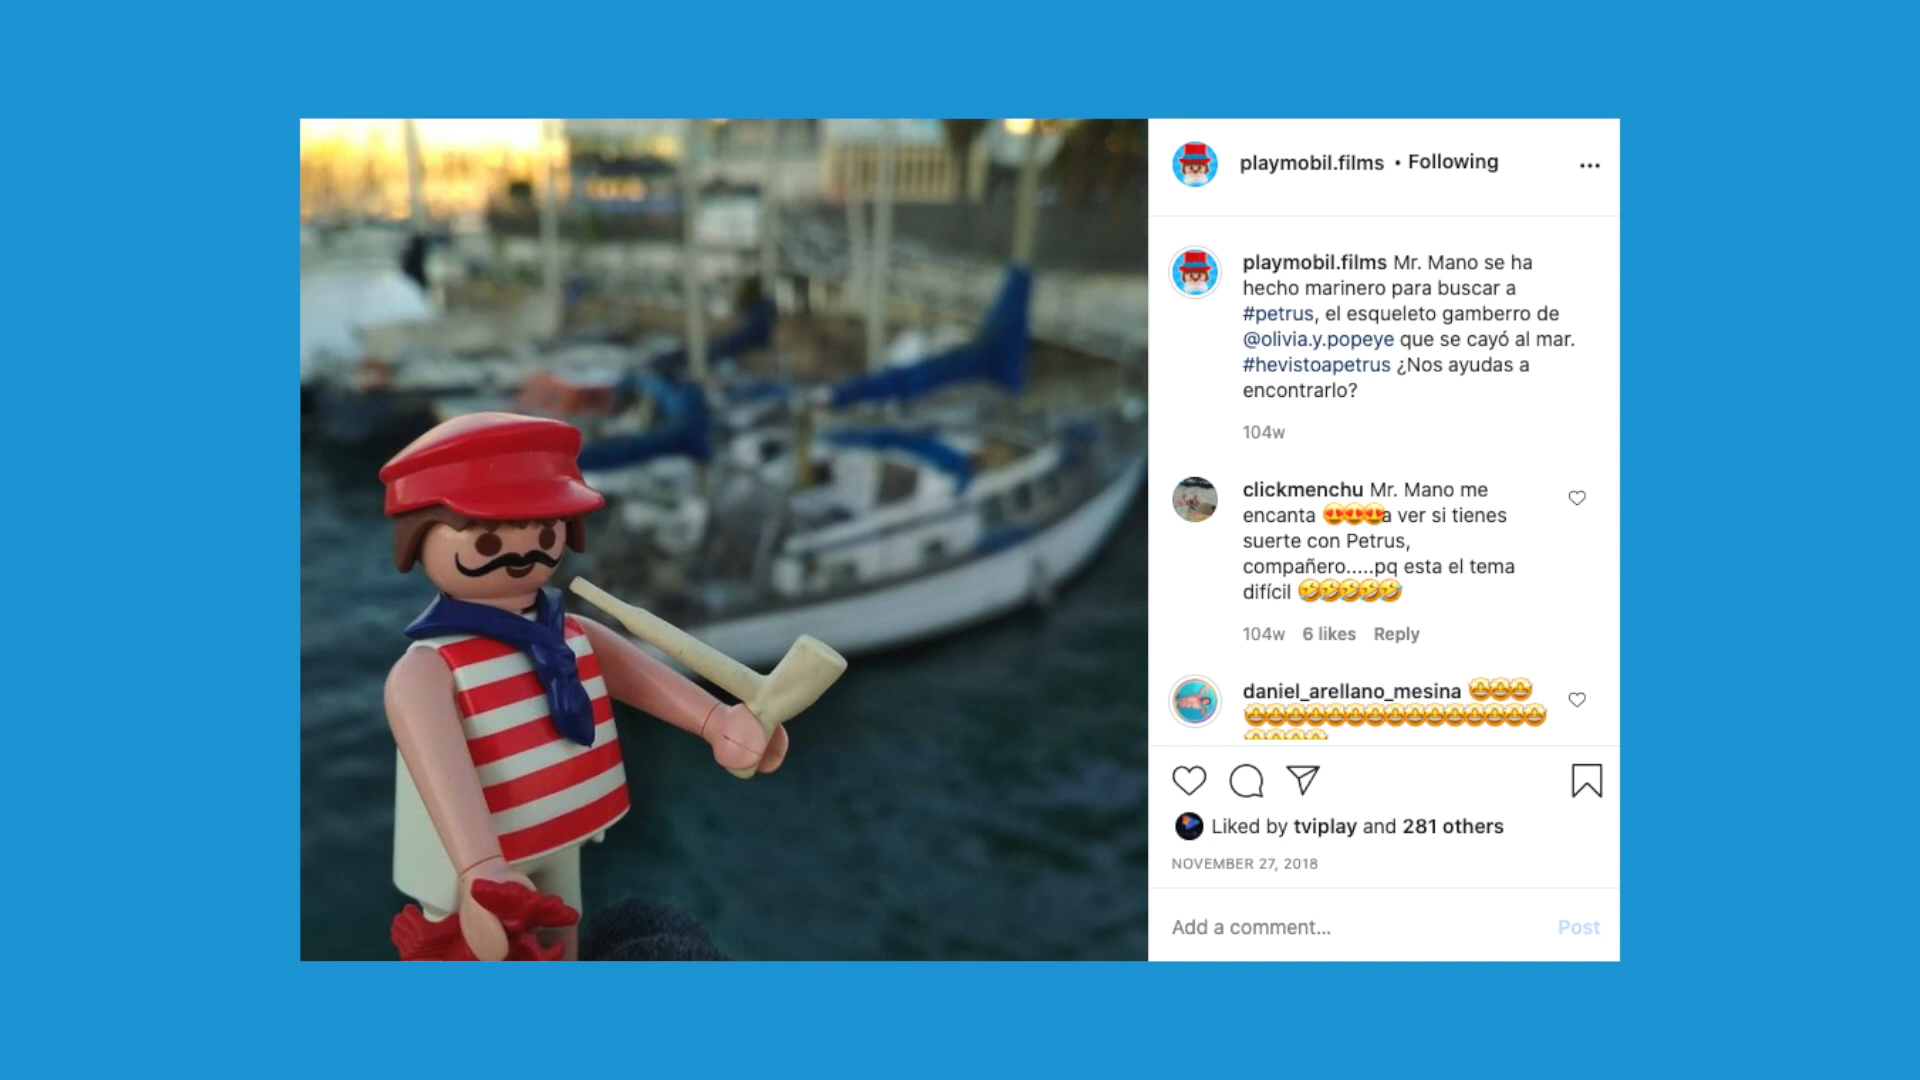 playmobil.films • Following
playmobil.films Mr. Mano se ha
hecho marinero para buscar a
#petrus, el esqueleto gamberro de
@olivia.y.popeye que se cayó al mar.
#hevistoapetrus ¿Nos ayudas a
encontrarlo?
104w
clickmenchu Mr. Mano me
encanta 😍😍😍a ver si tienes
suerte con Petrus,
compañero.....pq esta el tema
difícil 🤣🤣🤣🤣🤣
104w 6 likes Reply
daniel_arellano_mesina 🤩🤩🤩
🤩🤩🤩🤩🤩🤩🤩🤩🤩🤩🤩🤩🤩🤩🤩
🤩🤩🤩🤩
Liked by tviplay and 281 others
NOVEMBER 27, 2018
Add a comment...
Post